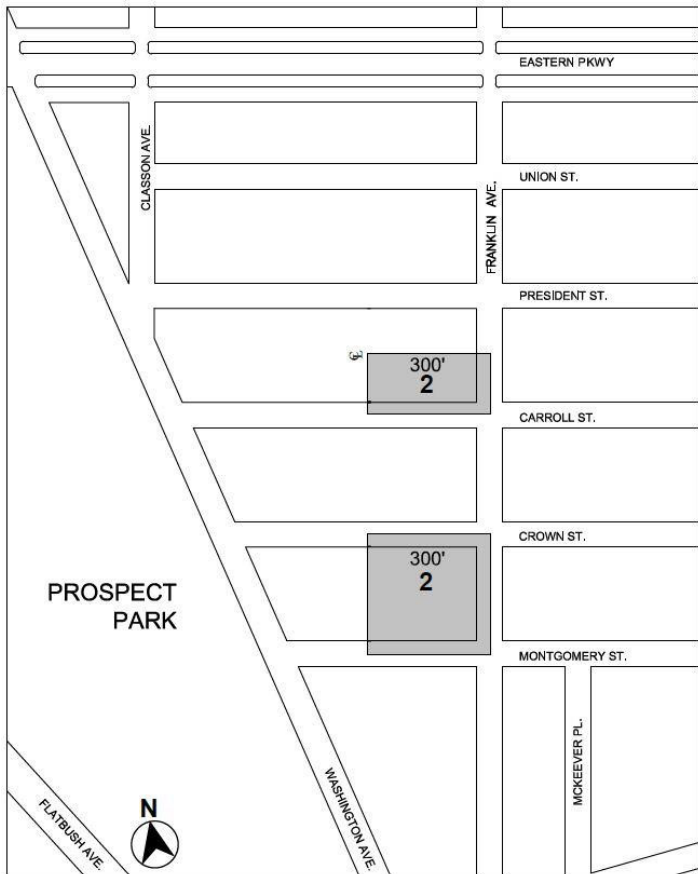 EASTERN PKWY
CLASSON AVE.
UNION ST.
FRANKLIN AVE.
PRESIDENT ST.
300'
2
CARROLL ST.
CROWN ST.
300'
2
PROSPECT
PARK
MONTGOMERY ST.
MCKEEVER PL.
WASHINGTON AVE.
FLATBUSH AVE.
N